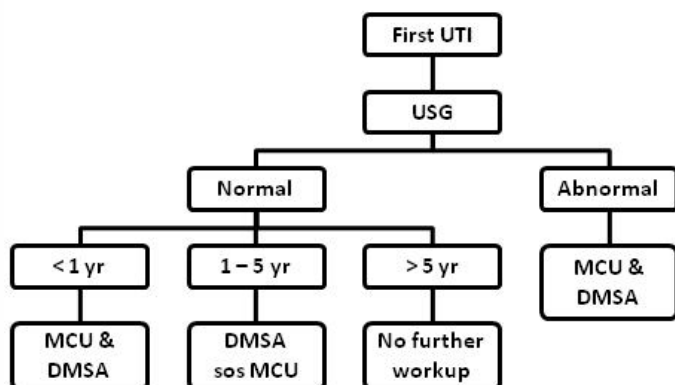 First UTI
USG
Normal
Abnormal
< 1 yr
1 – 5 yr
> 5 yr
MCU &
DMSA
MCU &
DMSA
DMSA
sos MCU
No further
workup